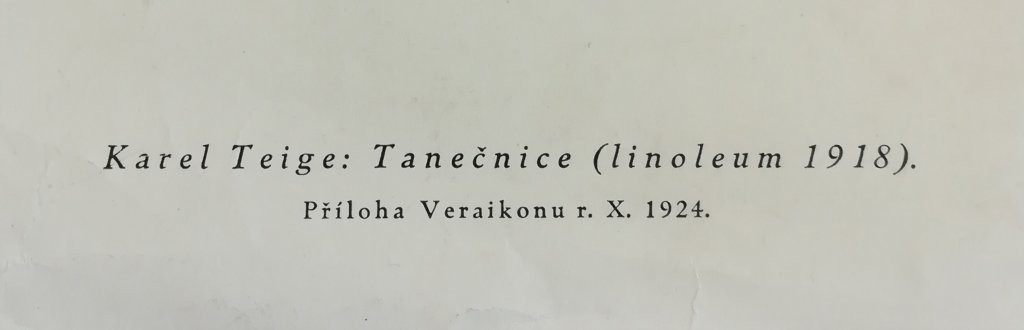 Karel Teige: Tanečnice (linoleum 1918).
Příloha Veraikonu r. X. 1924.